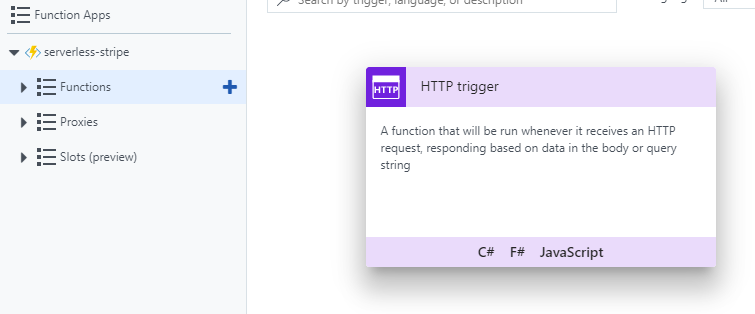 Search by trigger, language, or description
All
Function Apps
serverless-stripe
Functions
Proxies
Slots (preview)
HTTP
HTTP trigger
A function that will be run whenever it receives an HTTP
request, responding based on data in the body or query
string
C# F# JavaScript